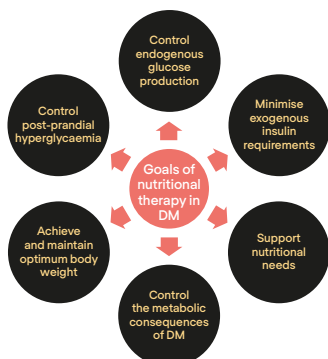 Control
endogenous
glucose
production
Control
post-prandial
hyperglycaemia
Minimise
exogenous
insulin
requirements
Goals of
nutritional
therapy in
DM
Achieve
and maintain
optimum body
weight
Support
nutritional
needs
Control
the metabolic
consequences
of DM